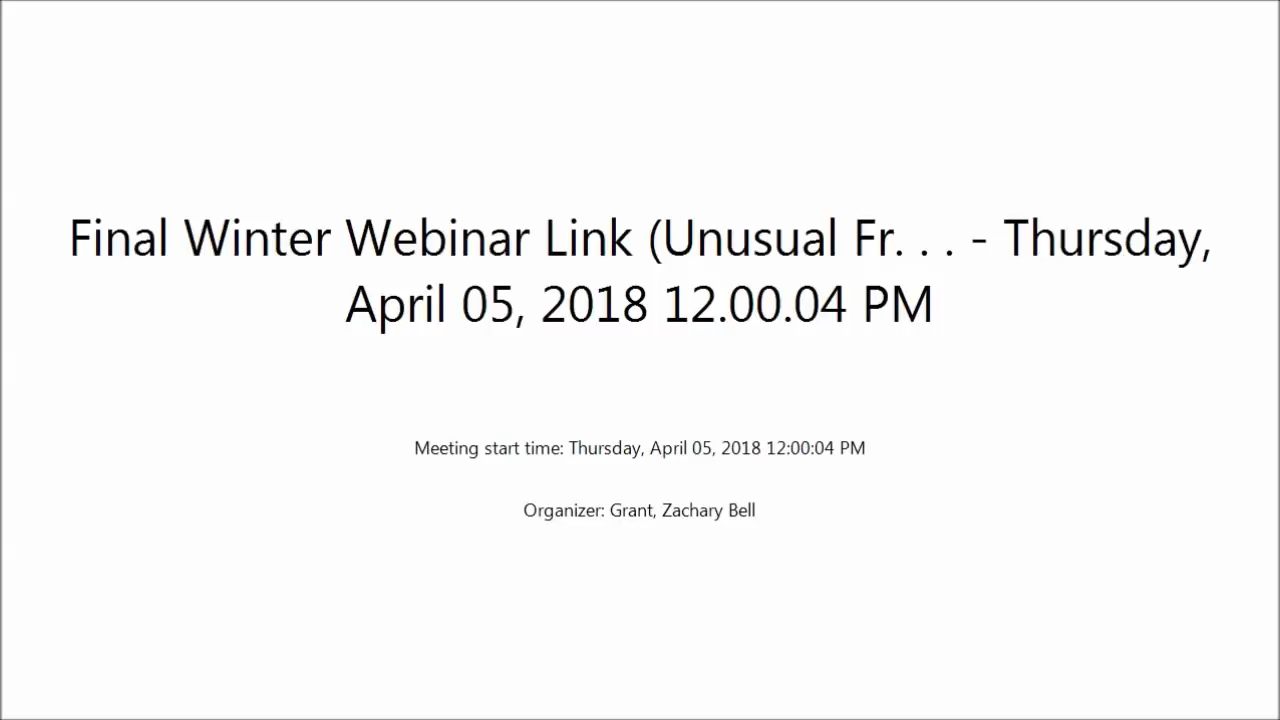 Final Winter Webinar Link (Unusual Fr. . . - Thursday,
April 05, 2018 12.00.04 PM
Meeting start time: Thursday, April 05, 2018 12:00:04 PM
Organizer: Grant, Zachary Bell